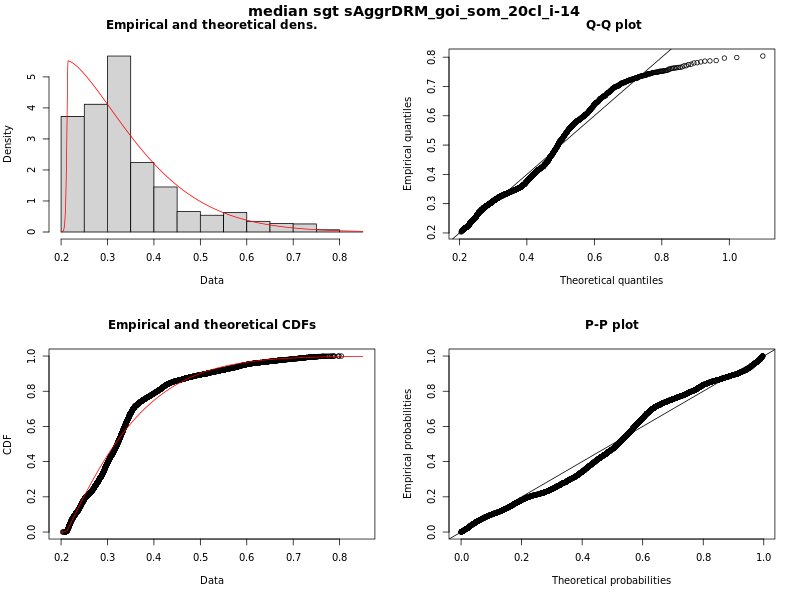 median sgt sAggrDRM_goi_som_20cl_i-14
Empirical and theoretical dens.
Density
0 1 2 3 4 5
0.2 0.3 0.4 0.5 0.6 0.7 0.8
Data
Q-Q plot
Empirical quantiles
0.2 0.3 0.4 0.5 0.6 0.7 0.8
0.2 0.4 0.6 0.8 1.0
Theoretical quantiles
Empirical and theoretical CDFs
CDF
0.0 0.2 0.4 0.6 0.8 1.0
0.2 0.3 0.4 0.5 0.6 0.7 0.8
Data
P-P plot
Empirical probabilities
0.0 0.2 0.4 0.6 0.8 1.0
0.0 0.2 0.4 0.6 0.8 1.0
Theoretical probabilities